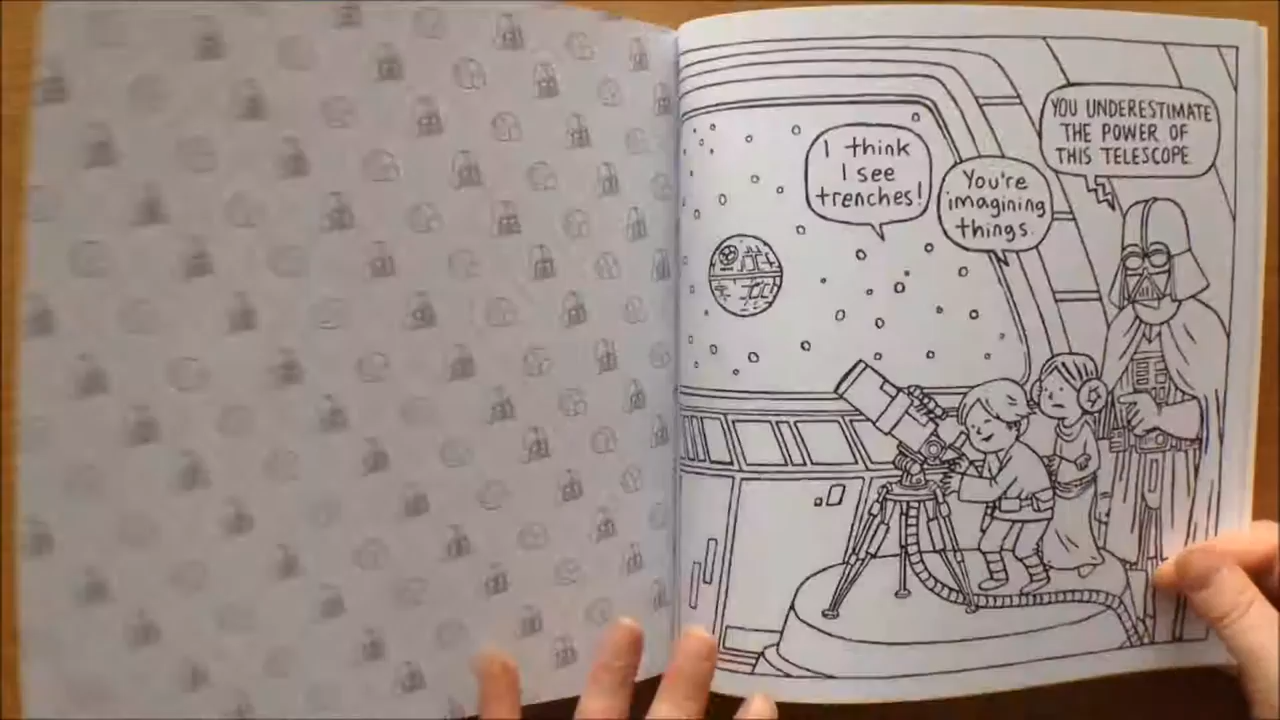 I think
I see
trenches!
You're
imagining
things.
YOU UNDERESTIMATE
THE POWER OF
THIS TELESCOPE.